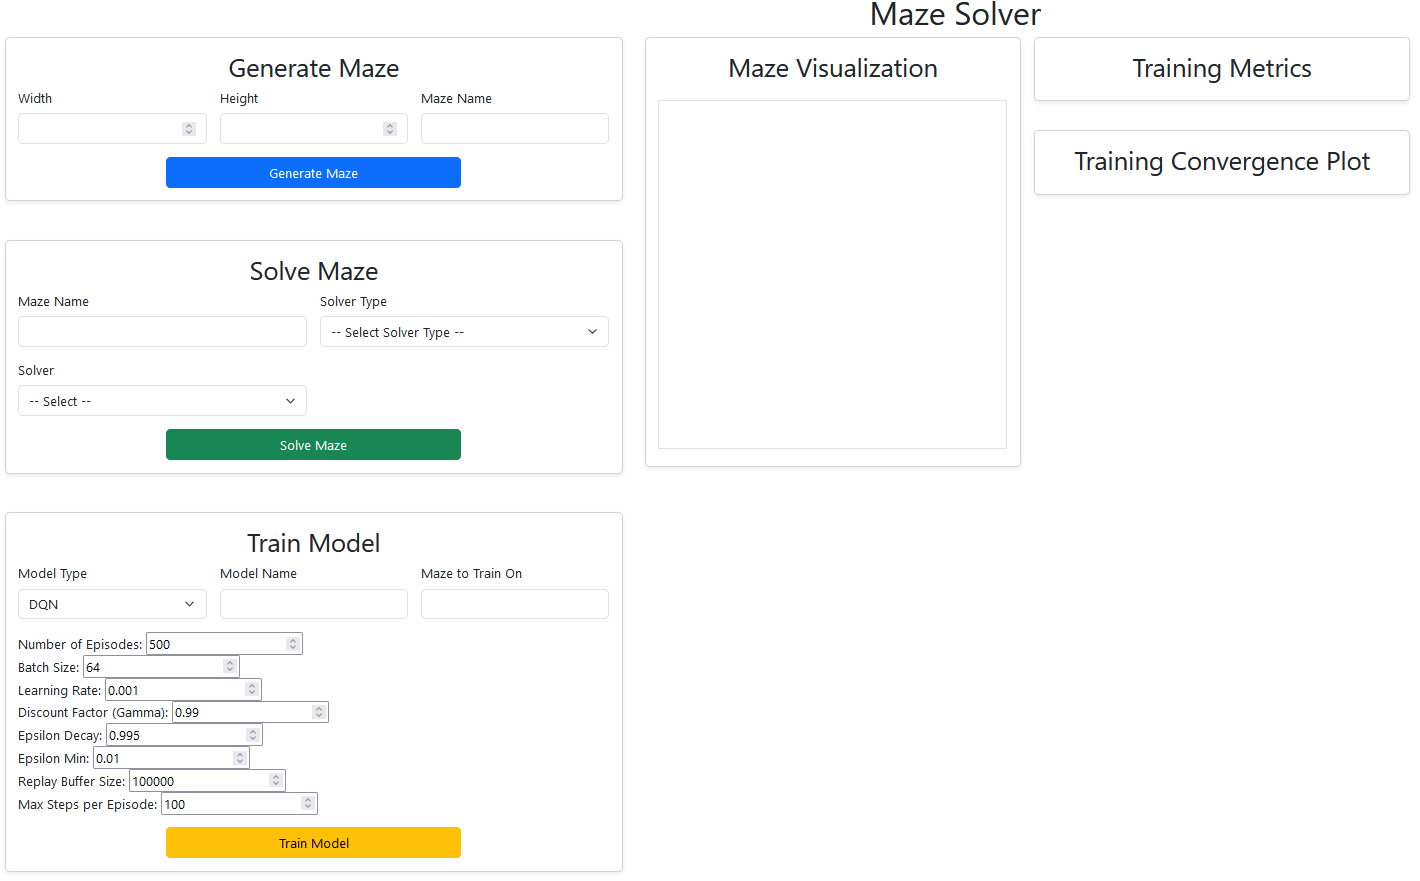 Maze Solver
Generate Maze
Width Height Maze Name
Generate Maze
Solve Maze
Maze Name Solver Type
-- Select Solver Type --
Solver
-- Select --
Solve Maze
Train Model
Model Type Model Name Maze to Train On
DQN
Number of Episodes: 500
Batch Size: 64
Learning Rate: 0.001
Discount Factor (Gamma): 0.99
Epsilon Decay: 0.995
Epsilon Min: 0.01
Replay Buffer Size: 100000
Max Steps per Episode: 100
Train Model
Maze Visualization
Training Metrics
Training Convergence Plot